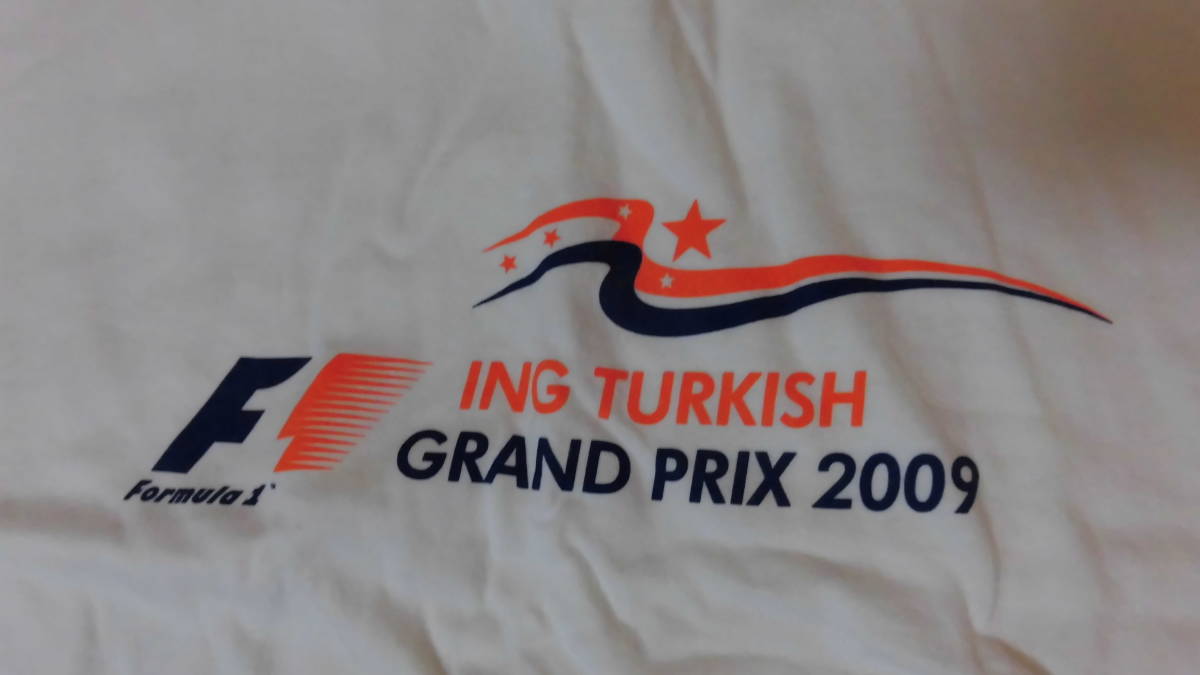 F1
Formula 1
ING TURKISH
GRAND PRIX 2009